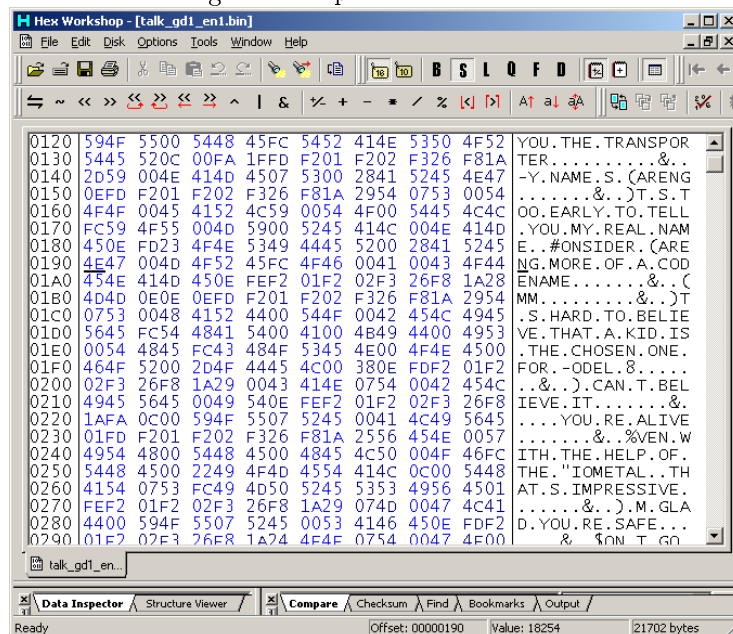 Hex Workshop - [talk_gd1_en1.bin]
File Edit Disk Options Tools Window Help
B S L Q F D
0120 594F 5500 5448 45FC 5452 414E 5350 4F52 YOU.THE.TRANSPOR
0130 5445 520C 00FA 1FFD F201 F202 F326 F81A TER..........&..
0140 2D59 004E 414D 4507 5300 2841 5245 4E47 -Y.NAME.S.(ARENG
0150 0EFD F201 F202 F326 F81A 2954 0753 0054 .......&..)T.S.T
0160 4F4F 0045 4152 4C59 0054 4F00 5445 4C4C OO.EARLY.TO.TELL
0170 FC59 4F55 004D 5900 5245 414C 004E 414D .YOU.MY.REAL.NAM
0180 450E FD23 4F4E 5349 4445 5200 2841 5245 E..#ONSIDER.(ARE
0190 4E47 004D 4F52 45FC 4F46 0041 0043 4F44 NG.MORE.OF.A.COD
01A0 454E 414D 450E FEF2 01F2 02F3 26F8 1A28 ENAME.......&..(
01B0 4D4D 0E0E 0EFD F201 F202 F326 F81A 2954 MM.........&..)T
01C0 0753 0048 4152 4400 544F 0042 454C 4945 .S.HARD.TO.BELIE
01D0 5645 FC54 4841 5400 4100 4B49 4400 4953 VE.THAT.A.KID.IS
01E0 0054 4845 FC43 484F 5345 4E00 4F4E 4500 .THE.CHOSEN.ONE.
01F0 464F 5200 2D4F 4445 4C00 380E FDF2 01F2 FOR.-ODEL.8.....
0200 02F3 26F8 1A29 0043 414E 0754 0042 454C ..&..).CAN.T.BEL
0210 4945 5645 0049 540E FEF2 01F2 02F3 26F8 IEVE.IT.......&.
0220 1AFA 0C00 594F 5507 5245 0041 4C49 5645 ....YOU.RE.ALIVE
0230 01FD F201 F202 F326 F81A 2556 454E 0057 .......&..%VEN.W
0240 4954 4800 5448 4500 4845 4C50 004F 46FC ITH.THE.HELP.OF.
0250 5448 4500 2249 4F4D 4554 414C 0C00 5448 THE."IOMETAL..TH
0260 4154 0753 FC49 4D50 5245 5353 4956 4501 AT.S.IMPRESSIVE.
0270 FEF2 01F2 02F3 26F8 1A29 074D 0047 4C41 ......&..).M.GLA
0280 4400 594F 5507 5245 0053 4146 450E FDF2 D.YOU.RE.SAFE...
0290 01F2 02F3 26F8 1A24 4F4E 0754 0047 4F00 ....&..$ON.T.GO.
talk_gd1_en...
Data Inspector Structure Viewer Compare Checksum Find Bookmarks Output
Ready Offset: 00000190 Value: 18254 21702 bytes